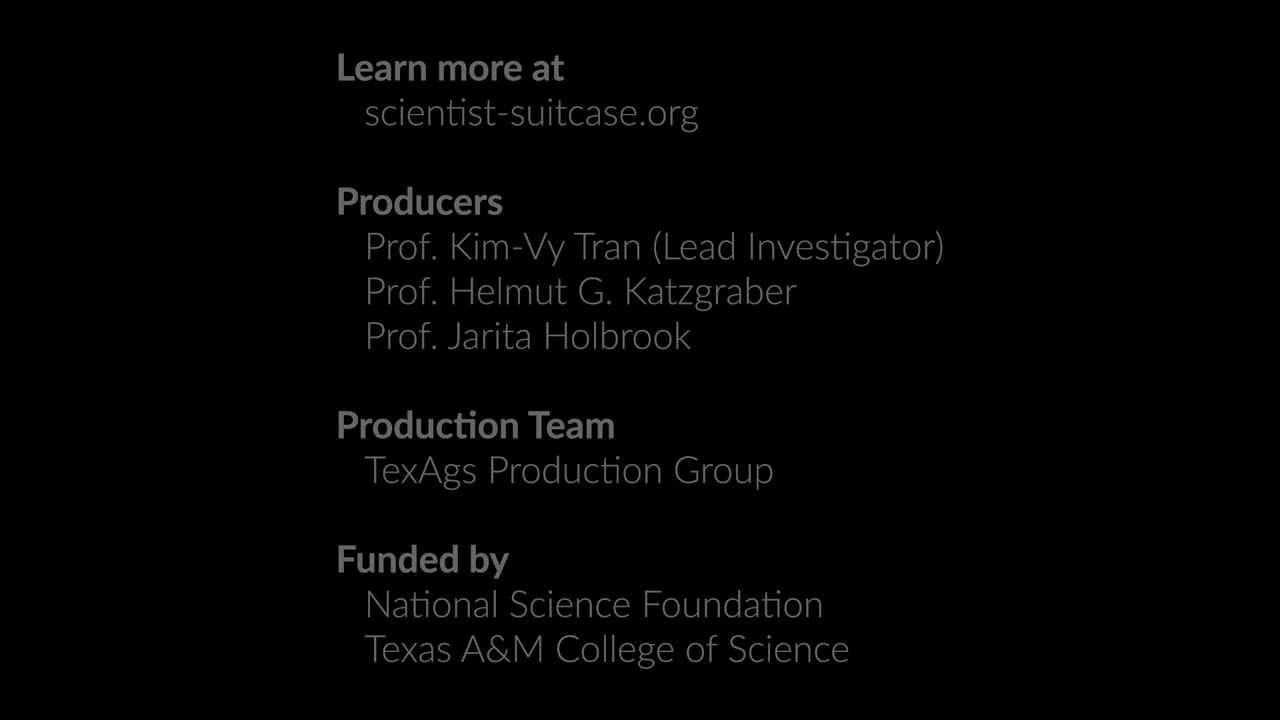 Learn more at
scientist-suitcase.org
Producers
Prof. Kim-Vy Tran (Lead Investigator)
Prof. Helmut G. Katzgraber
Prof. Jarita Holbrook
Production Team
TexAgs Production Group
Funded by
National Science Foundation
Texas A&M College of Science